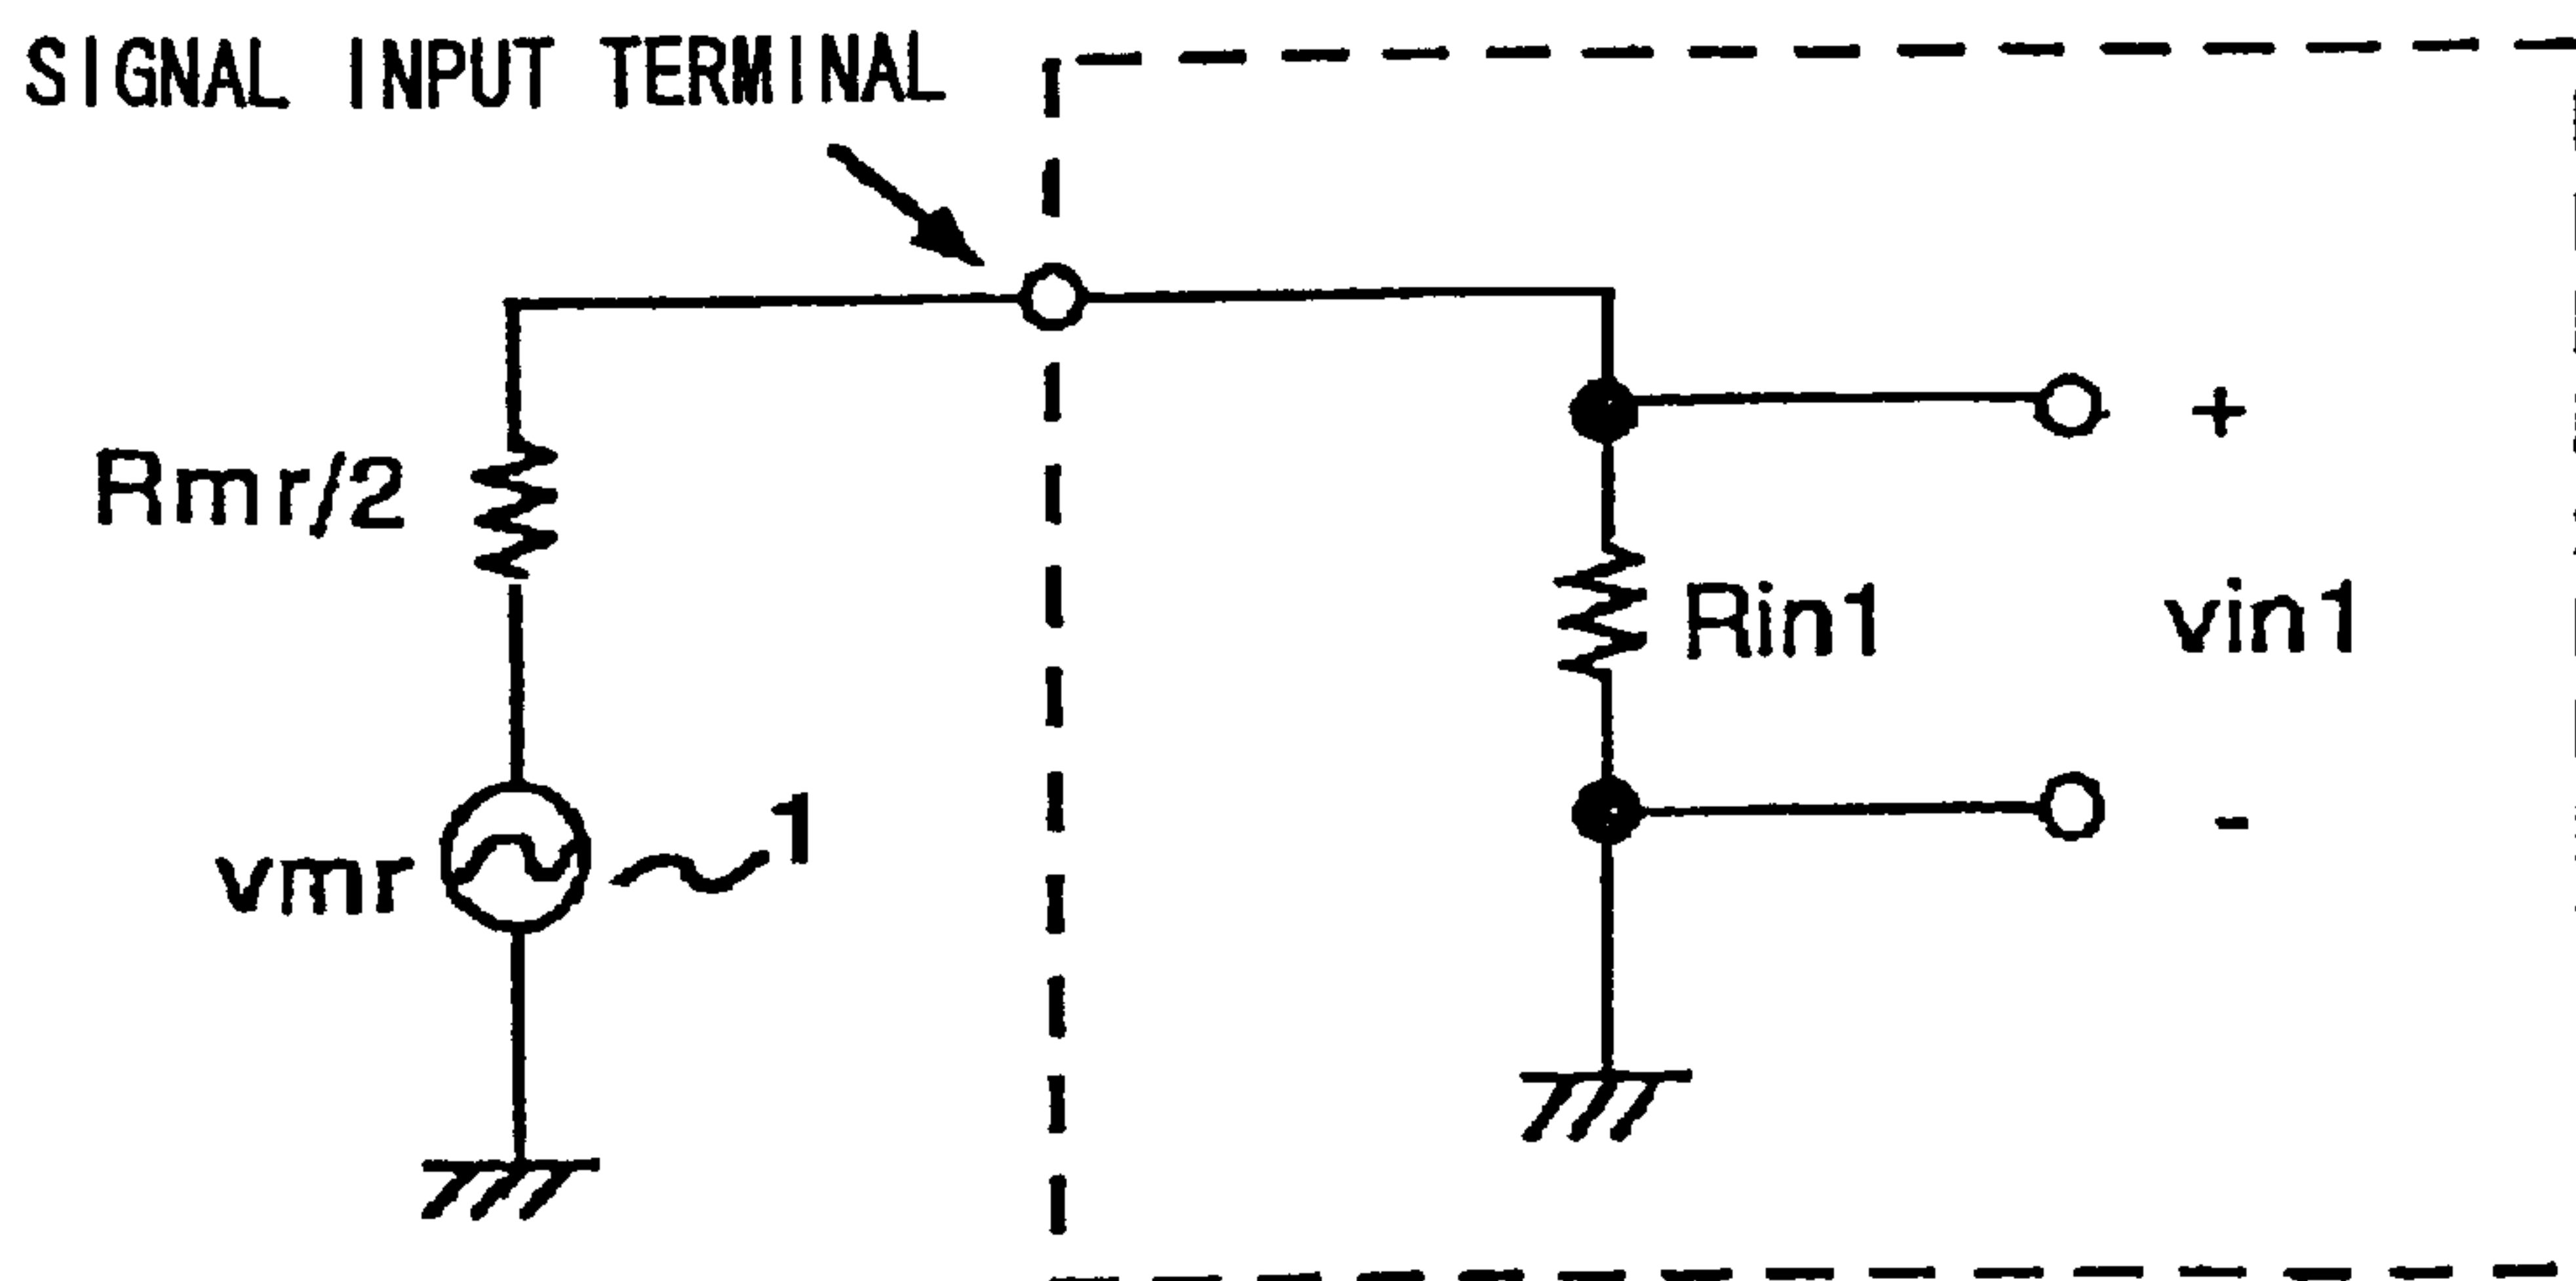 SIGNAL INPUT TERMINAL
+
Rmr/2
Rin1
vin1
vmr
1
-